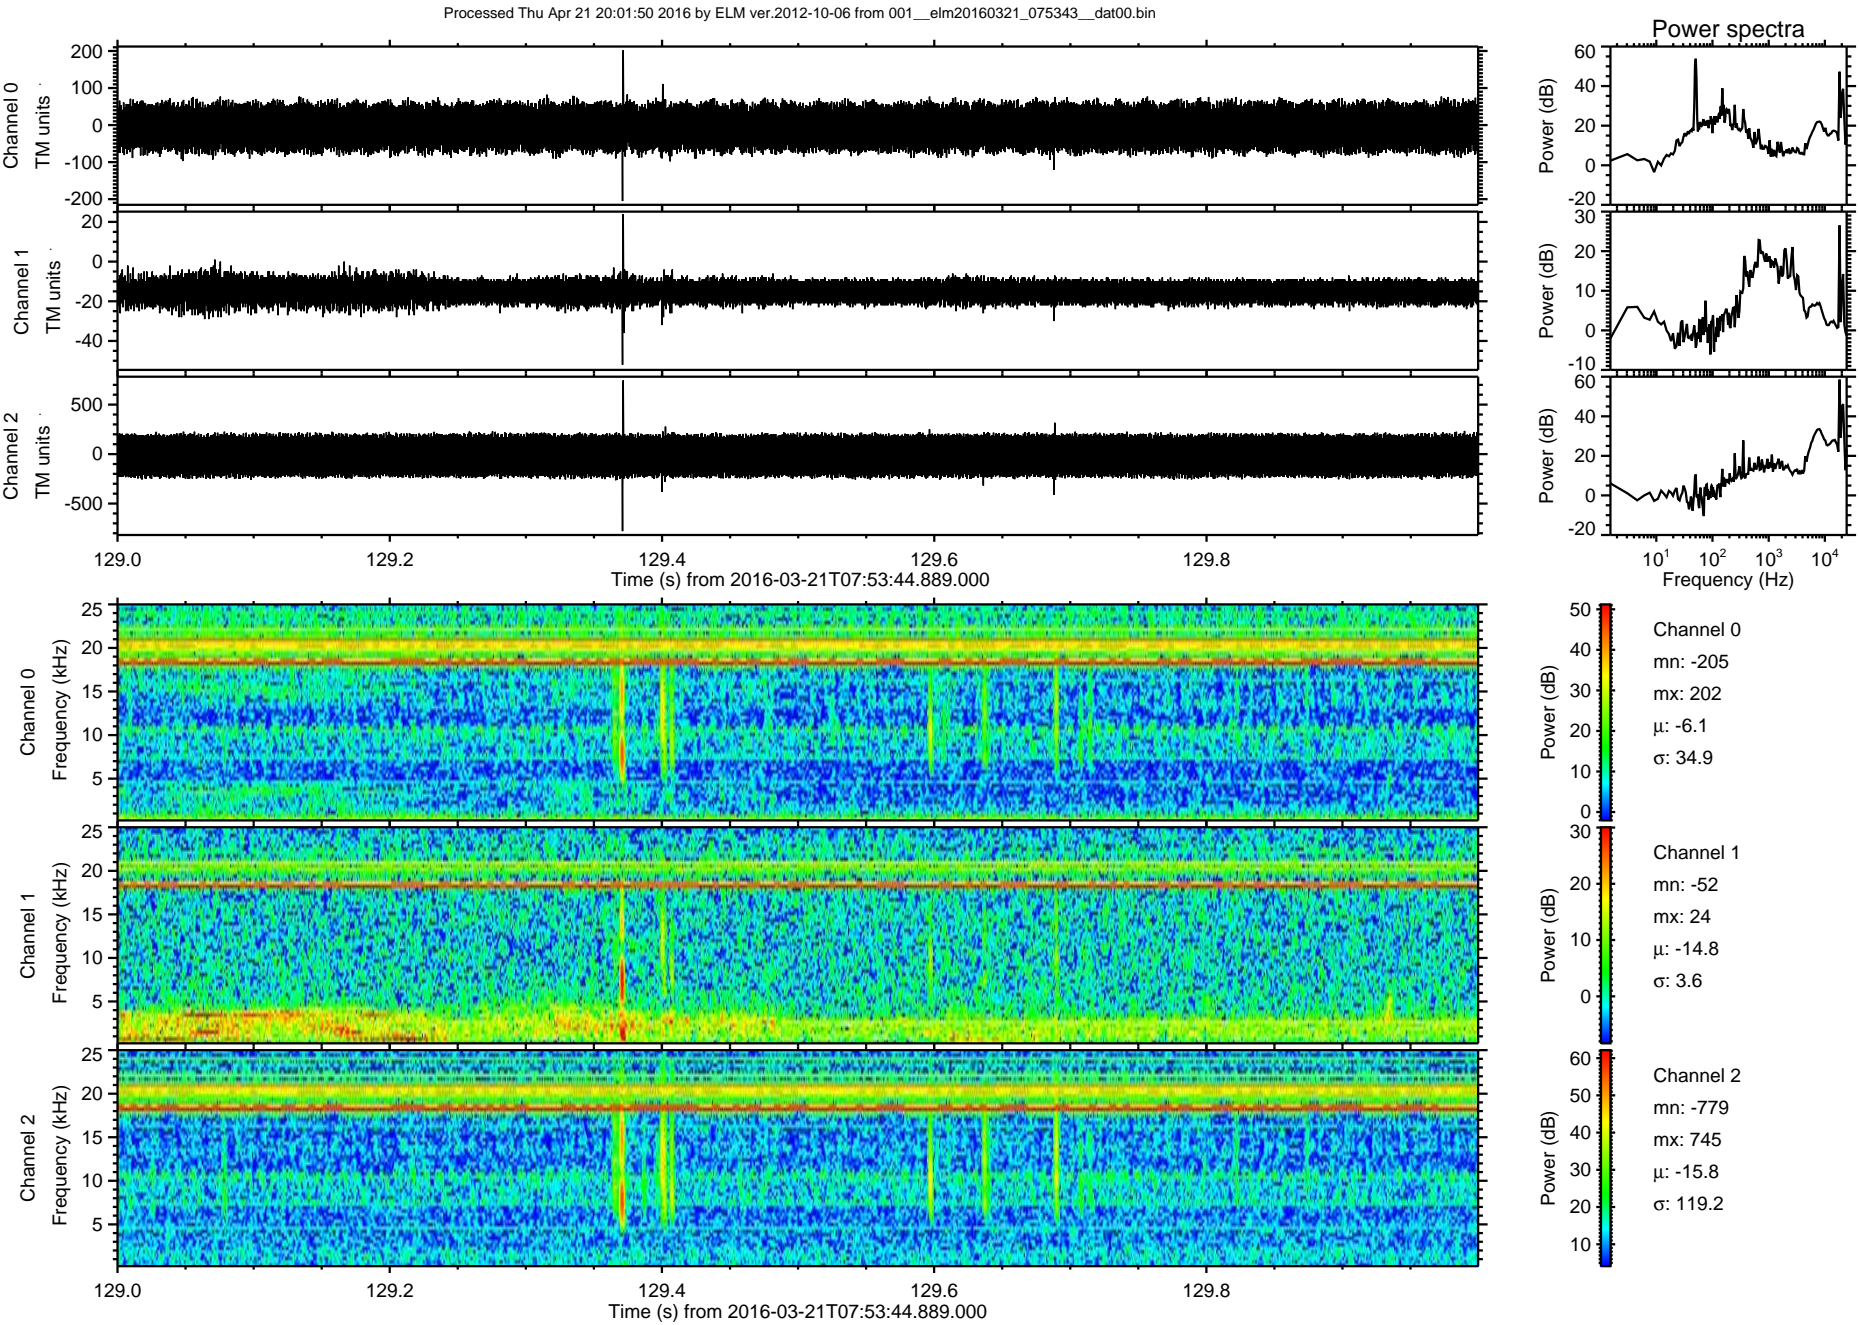 Processed Thu Apr 21 20:01:50 2016 by ELM ver.2012-10-06 from 001__elm20160321_075343__dat00.bin
Power spectra
Channel 0
TM units
200
100
0
-100
-200
Power (dB)
60
40
20
0
-20
Channel 1
TM units
20
0
-20
-40
Power (dB)
30
20
10
0
-10
Channel 2
TM units
500
0
-500
Power (dB)
60
40
20
0
-20
129.0 129.2 129.4 129.6 129.8
Time (s) from 2016-03-21T07:53:44.889.000
10^1 10^2 10^3 10^4
Frequency (Hz)
Channel 0
Frequency (kHz)
25
20
15
10
5
Power (dB)
50
40
30
20
10
0
Channel 0
mn: -205
mx: 202
μ: -6.1
σ: 34.9
Channel 1
Frequency (kHz)
25
20
15
10
5
Power (dB)
30
20
10
0
Channel 1
mn: -52
mx: 24
μ: -14.8
σ: 3.6
Channel 2
Frequency (kHz)
25
20
15
10
5
Power (dB)
60
50
40
30
20
10
Channel 2
mn: -779
mx: 745
μ: -15.8
σ: 119.2
129.0 129.2 129.4 129.6 129.8
Time (s) from 2016-03-21T07:53:44.889.000